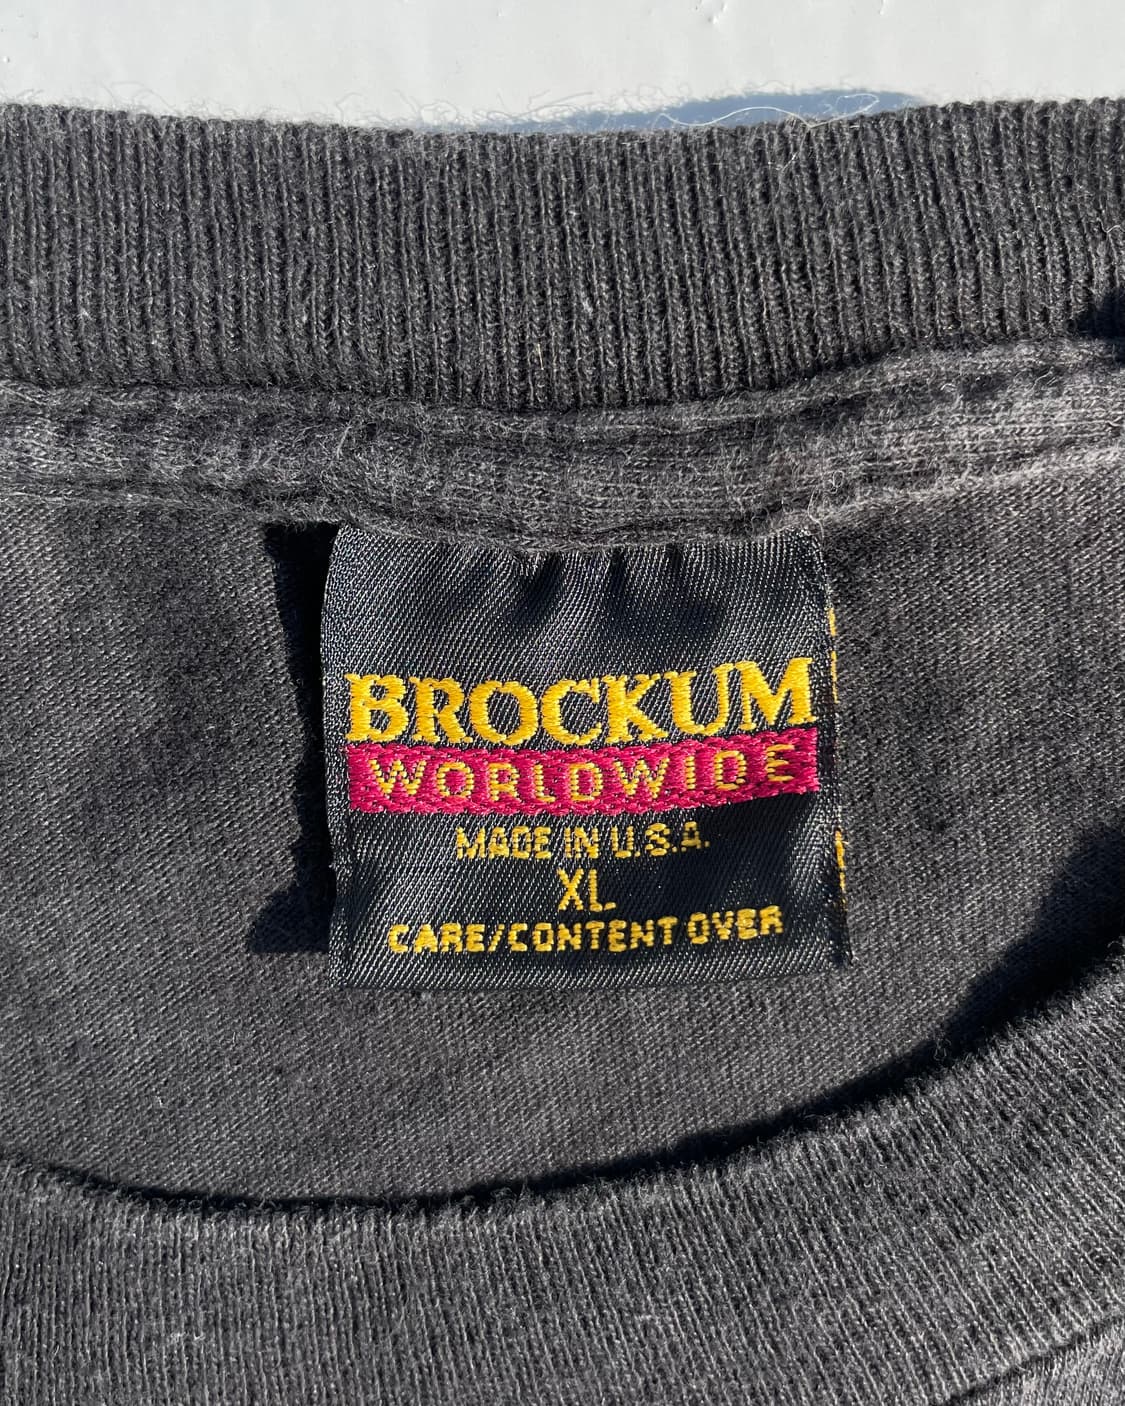 BROCKUM
WORLDWIDE
MADE IN U.S.A.
XL
CARE/CONTENT OVER